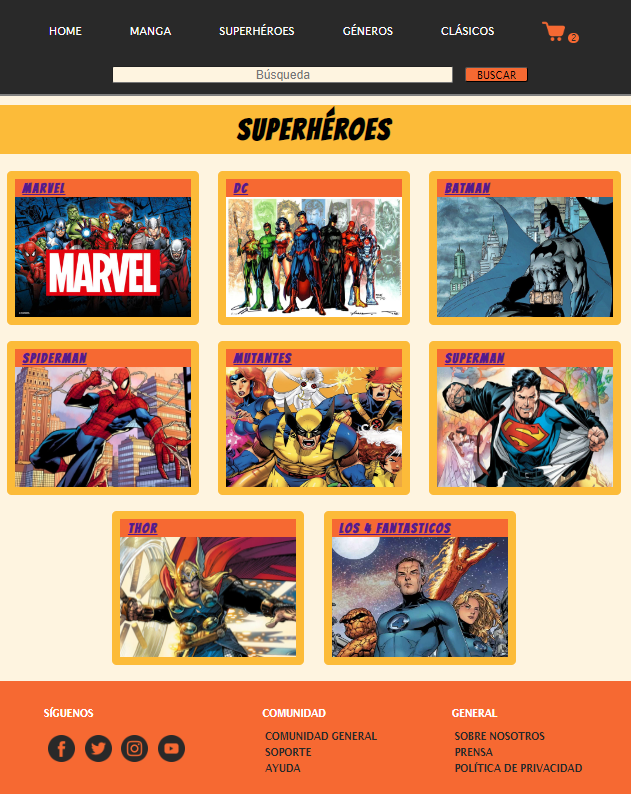 HOME MANGA SUPERHÉROES GÉNEROS CLÁSICOS 2
Búsqueda BUSCAR
SUPERHÉROES
MARVEL DC BATMAN
MARVEL
SPIDERMAN MUTANTES SUPERMAN
THOR LOS 4 FANTASTICOS
SÍGUENOS COMUNIDAD GENERAL
COMUNIDAD GENERAL SOBRE NOSOTROS
SOPORTE PRENSA
AYUDA POLÍTICA DE PRIVACIDAD